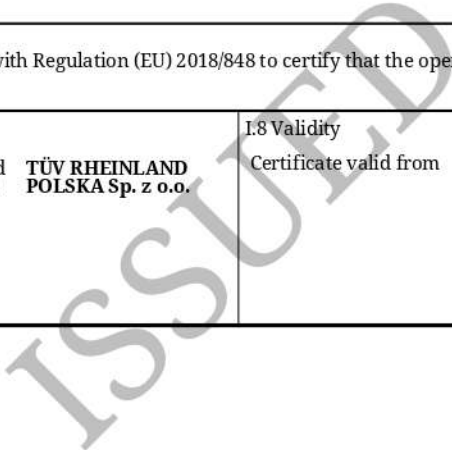 with Regulation (EU) 2018/848 to certify that the ope
I.8 Validity
Certificate valid from
TÜV RHEINLAND
POLSKA Sp. z o.o.
ISSUED